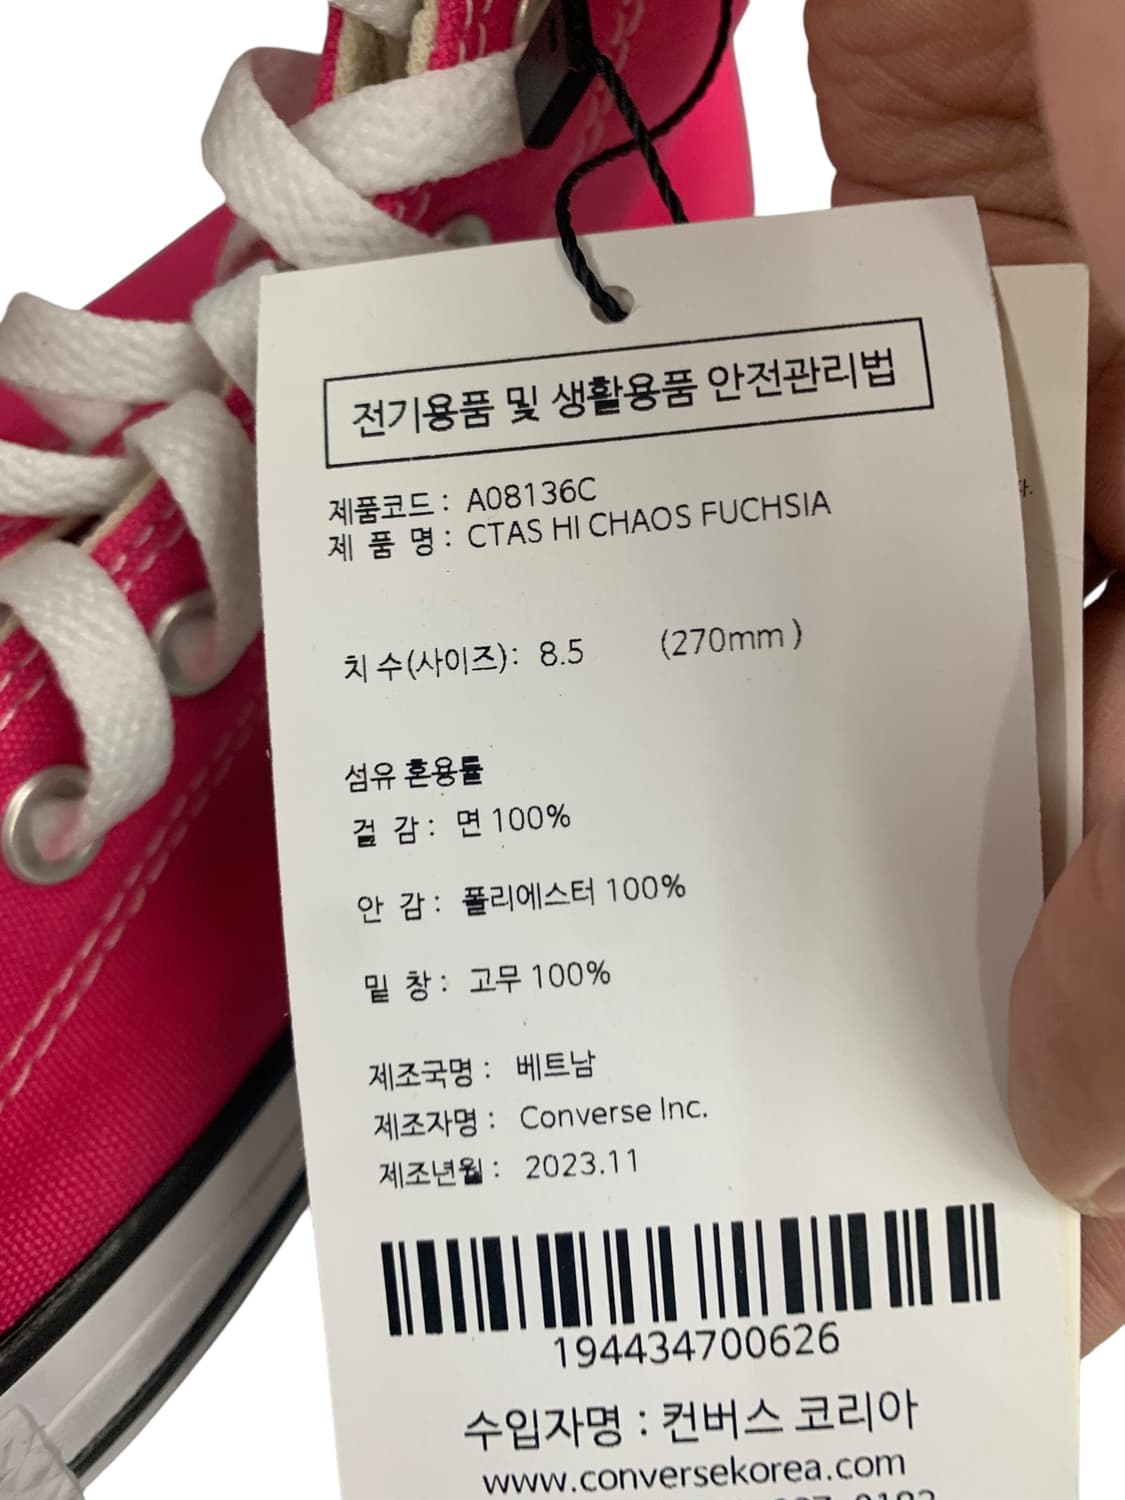 전기용품 및 생활용품 안전관리법
제품코드 : A08136C
제 품 명 : CTAS HI CHAOS FUCHSIA
치 수(사이즈) : 8.5 (270mm )
섬유 혼용률
겉 감 : 면 100%
안 감 : 폴리에스터 100%
밑 창 : 고무 100%
제조국명 : 베트남
제조자명 : Converse Inc.
제조년월 : 2023.11
194434700626
수입자명 : 컨버스 코리아
www.conversekorea.com